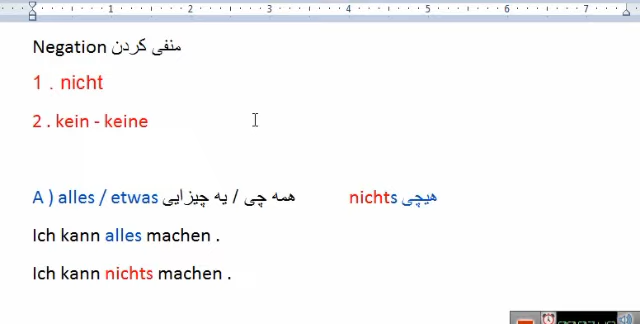 Negation منفی کردن
1 . nicht
2 . kein - keine
A ) alles / etwas همه چی / یه چیزایی nichts هیچی
Ich kann alles machen .
Ich kann nichts machen .